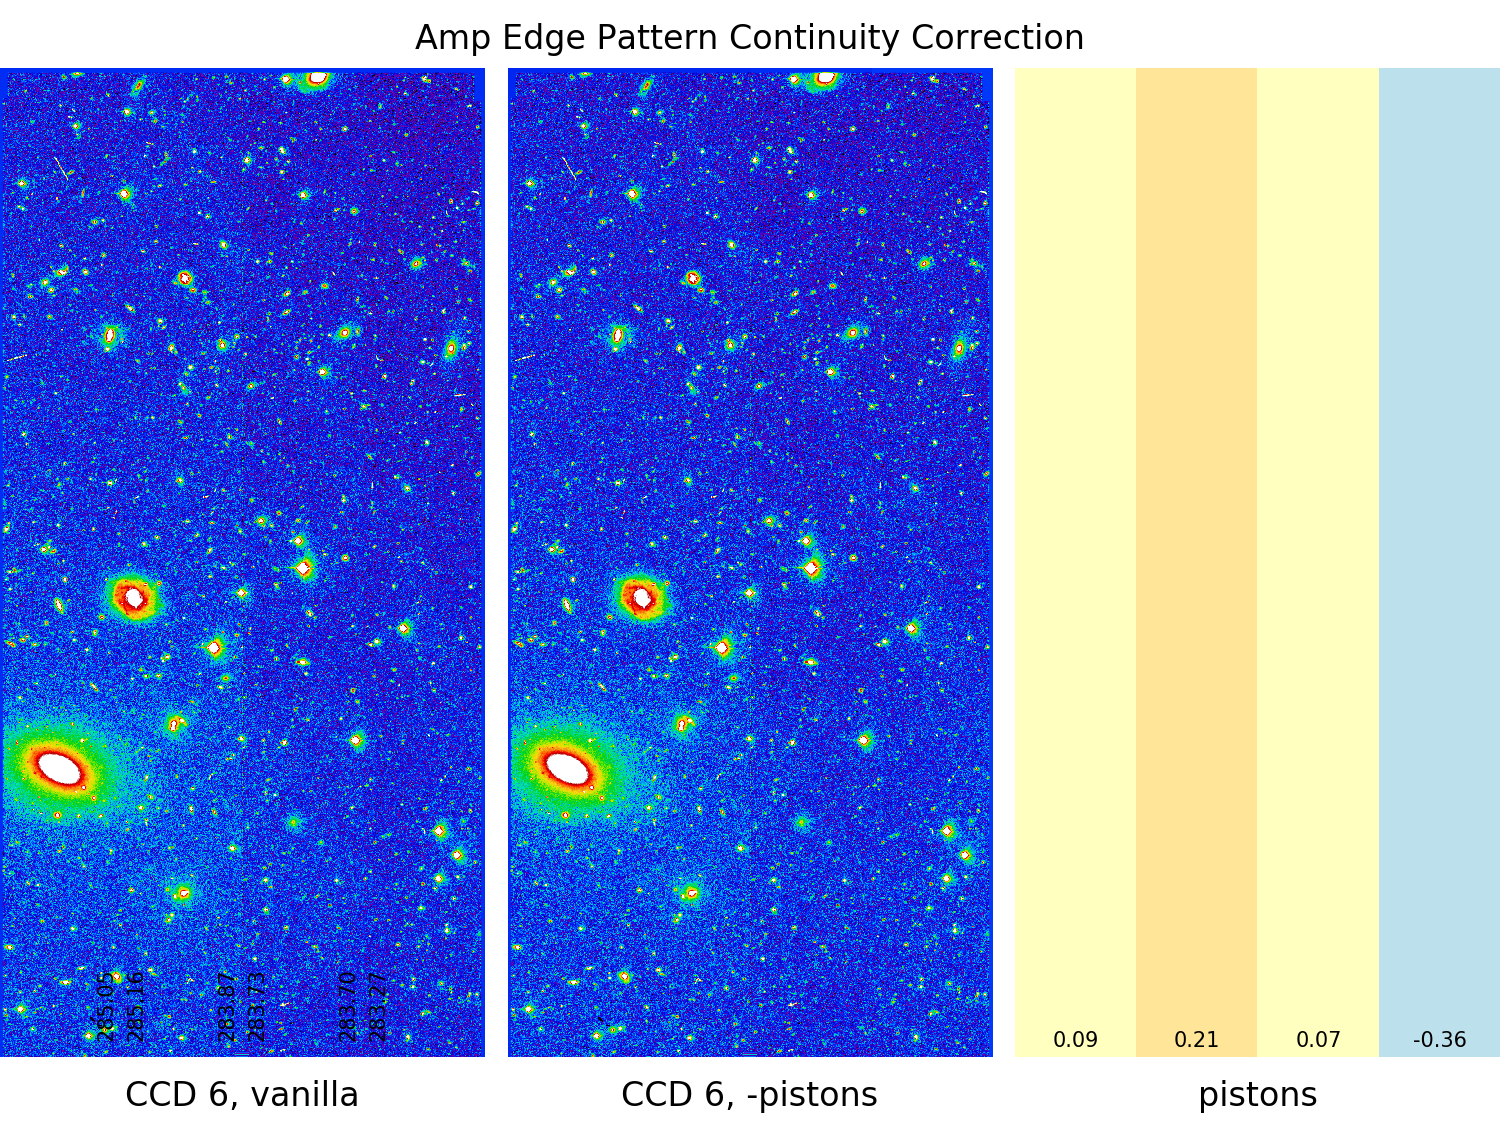 Amp Edge Pattern Continuity Correction
285.05
285.16
283.87
283.73
283.70
283.27
0.09
0.21
0.07
-0.36
CCD 6, vanilla
CCD 6, -pistons
pistons